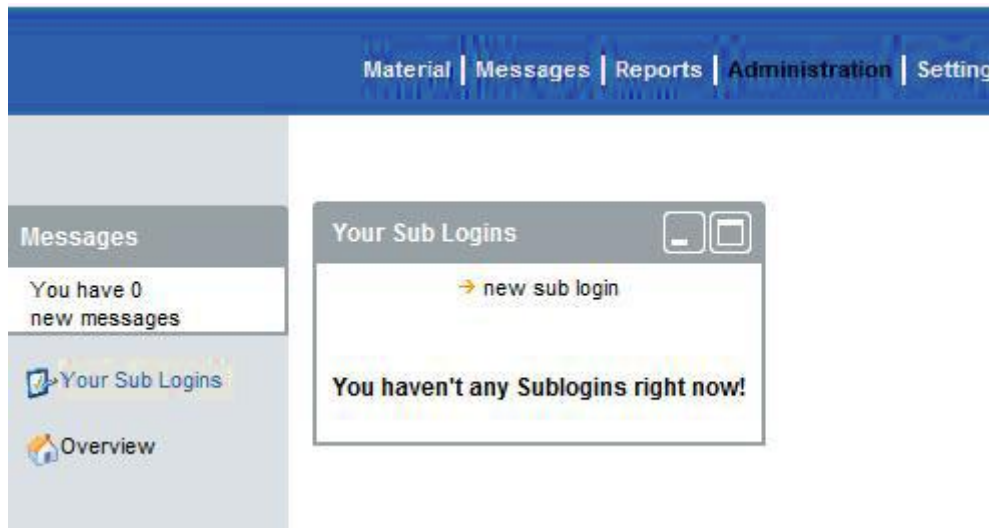 Material | Messages | Reports | Administration | Setting
Messages
You have 0
new messages
Your Sub Logins
Overview
Your Sub Logins
new sub login
You haven't any Sublogins right now!